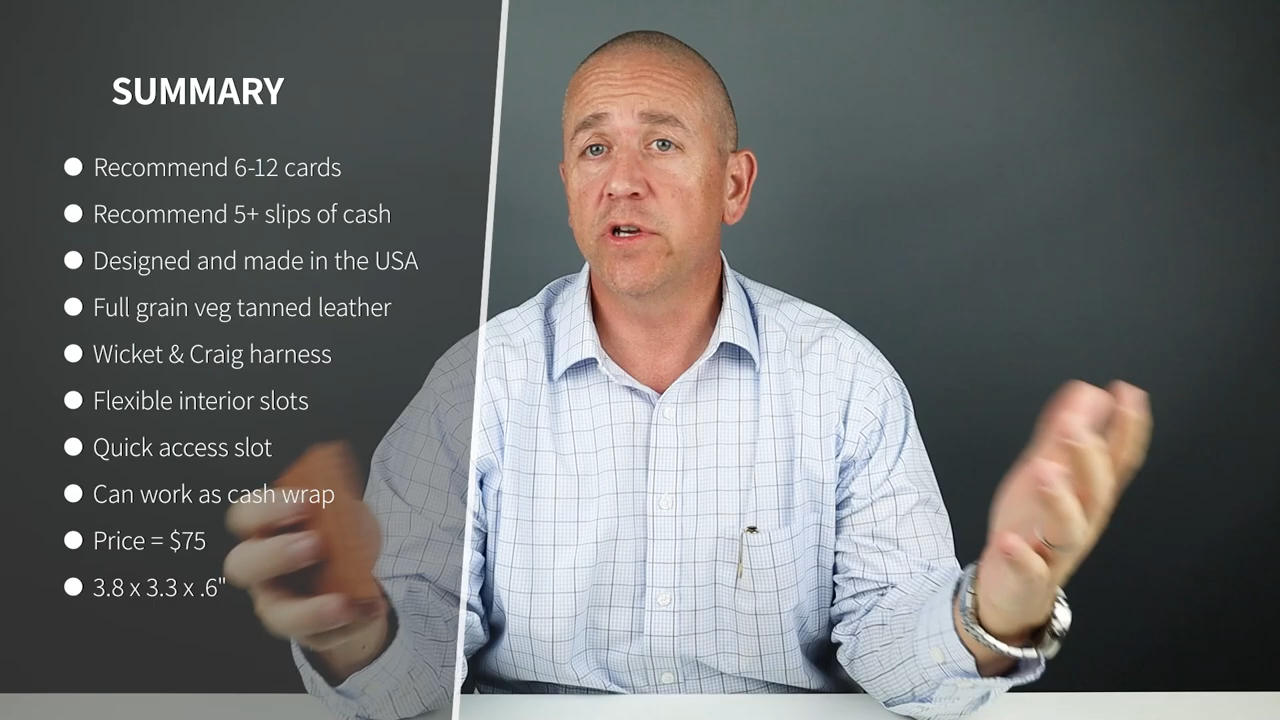 SUMMARY
Recommend 6-12 cards
Recommend 5+ slips of cash
Designed and made in the USA
Full grain veg tanned leather
Wicket & Craig harness
Flexible interior slots
Quick access slot
Can work as cash wrap
Price = $75
3.8 x 3.3 x .6"